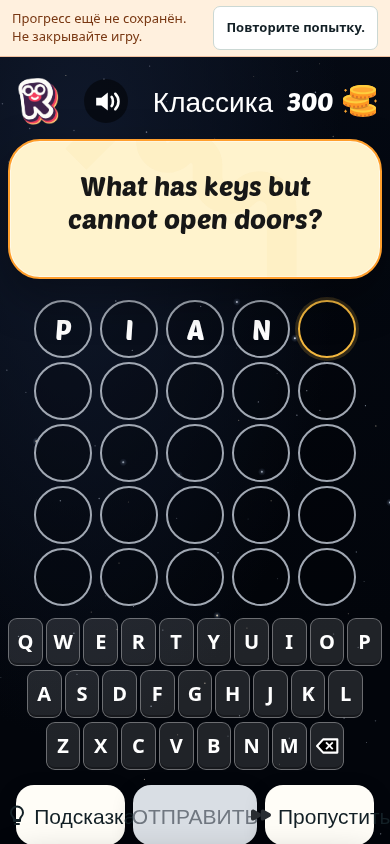 Прогресс ещё не сохранён.
Не закрывайте игру.
Повторите попытку.
Классика 300
What has keys but
cannot open doors?
P I A N
Q W E R T Y U I O P
A S D F G H J K L
Z X C V B N M
Подсказк ОТПРАВИТЬ Пропустить